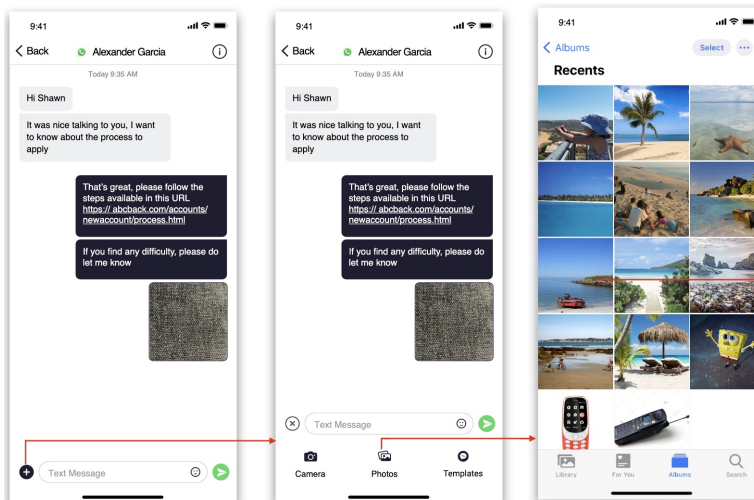 9:41
Back
Alexander Garcia
Today 9:35 AM
Hi Shawn
It was nice talking to you, I want
to know about the process to
apply
That's great, please follow the
steps available in this URL
https:// abcback.com/accounts/
newaccount/process.html
If you find any difficulty, please do
let me know
Text Message
9:41
Back
Alexander Garcia
Today 9:35 AM
Hi Shawn
It was nice talking to you, I want
to know about the process to
apply
That's great, please follow the
steps available in this URL
https:// abcback.com/accounts/
newaccount/process.html
If you find any difficulty, please do
let me know
Text Message
Camera
Photos
Templates
9:41
Albums
Select
Recents
Library
For You
Albums
Search